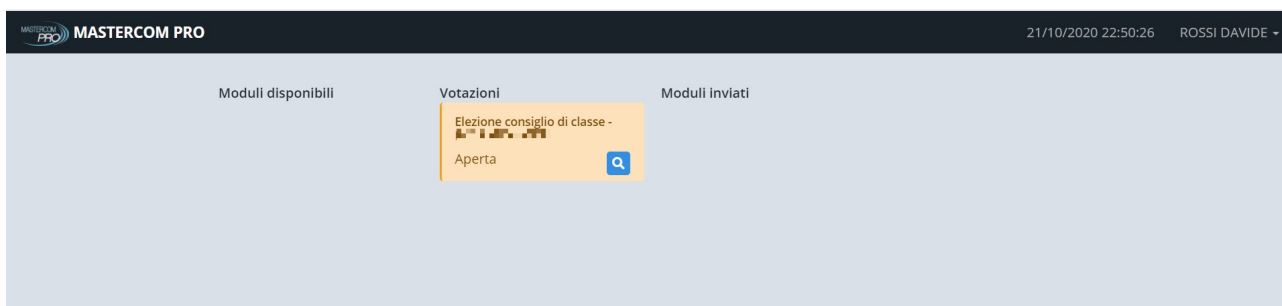 MASTERCOM PRO MASTERCOM PRO 21/10/2020 22:50:26 ROSSI DAVIDE
Moduli disponibili Votazioni Moduli inviati
Elezione consiglio di classe -
Aperta